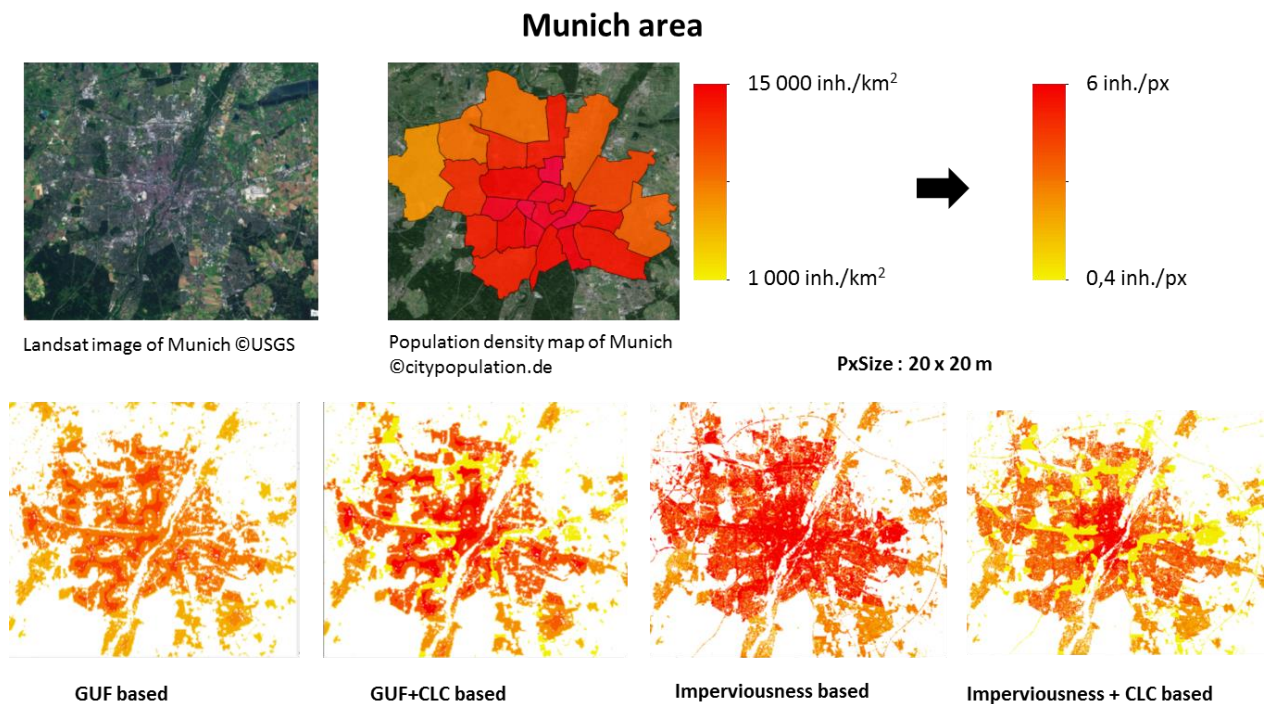 Munich area
15 000 inh./km²
6 inh./px
1 000 inh./km²
0,4 inh./px
Landsat image of Munich ©USGS
Population density map of Munich
©citypopulation.de
PxSize : 20 x 20 m
GUF based
GUF+CLC based
Imperviousness based
Imperviousness + CLC based